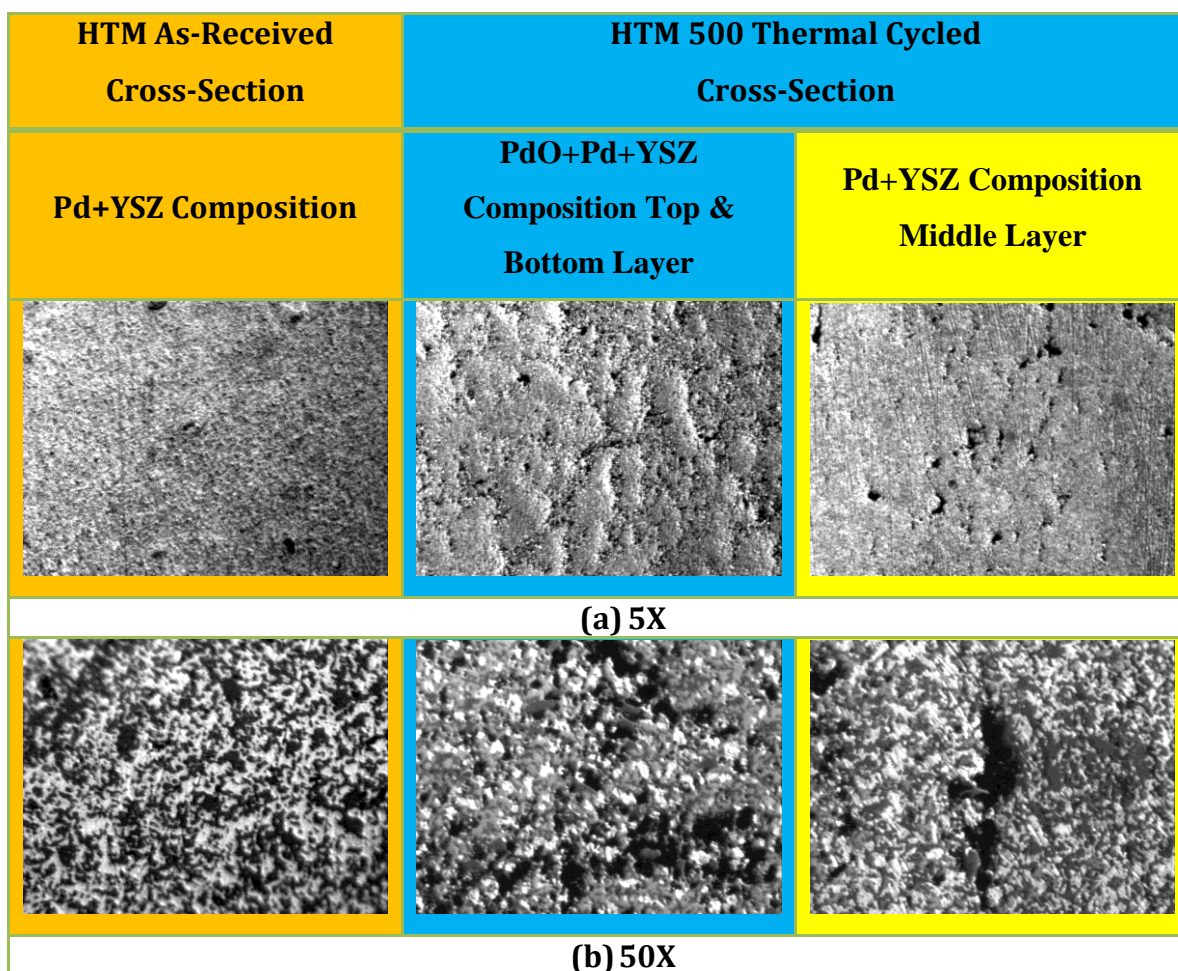 HTM As-Received
Cross-Section
HTM 500 Thermal Cycled
Cross-Section
Pd+YSZ Composition
PdO+Pd+YSZ
Composition Top &
Bottom Layer
Pd+YSZ Composition
Middle Layer
(a) 5X
(b) 50X